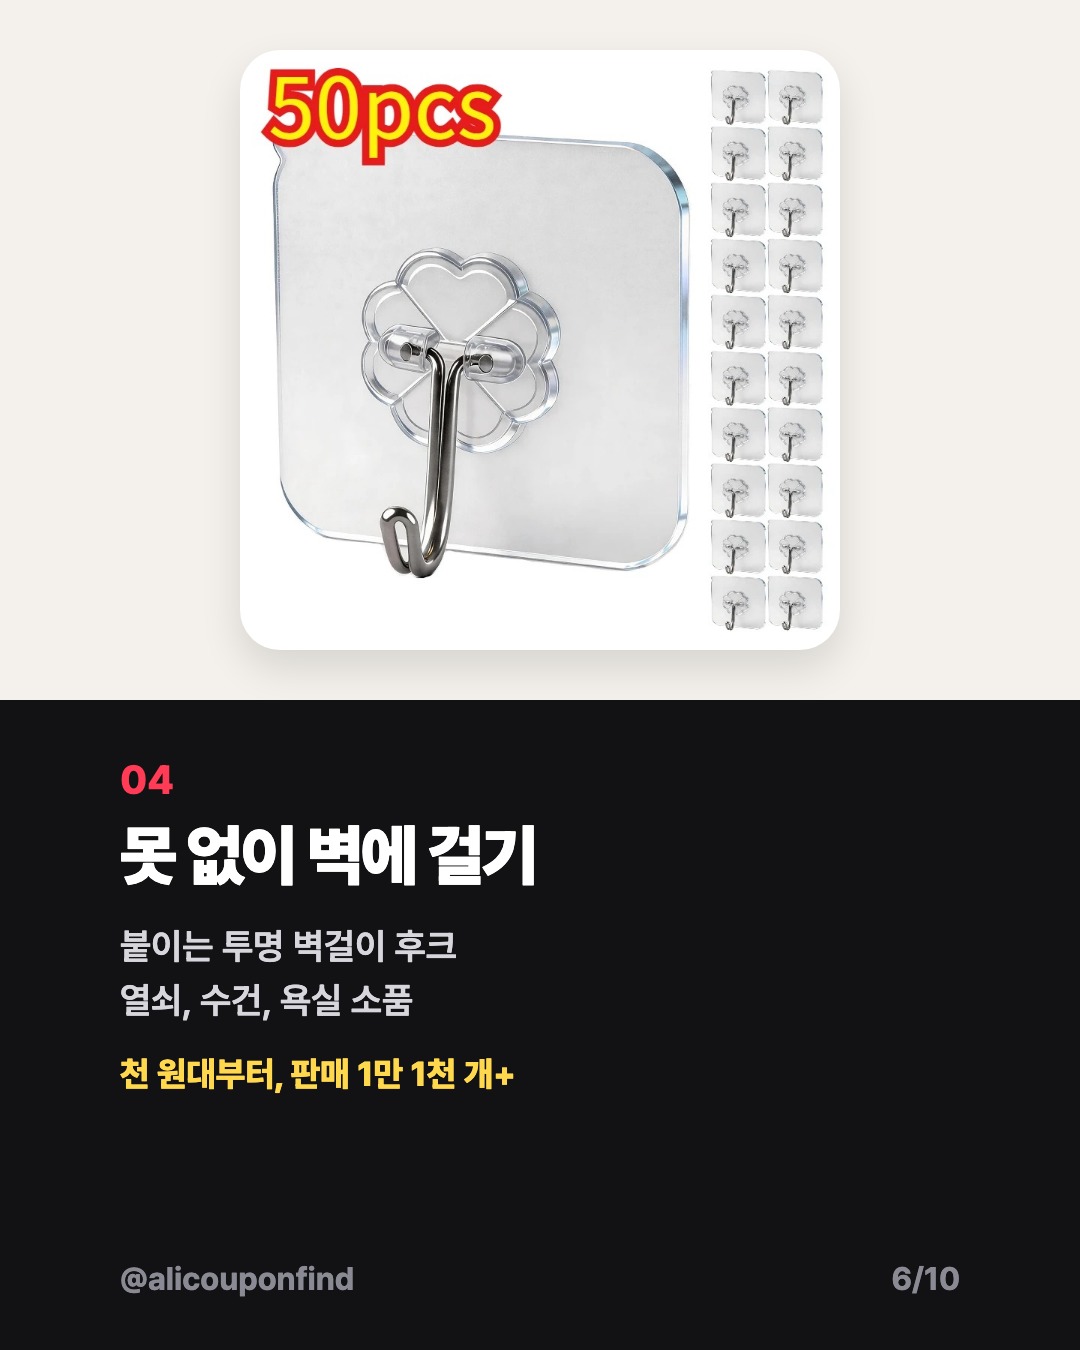 50pcs
04
못 없이 벽에 걸기
붙이는 투명 벽걸이 후크
열쇠, 수건, 욕실 소품
천 원대부터, 판매 1만 1천 개+
@alicouponfind
6/10